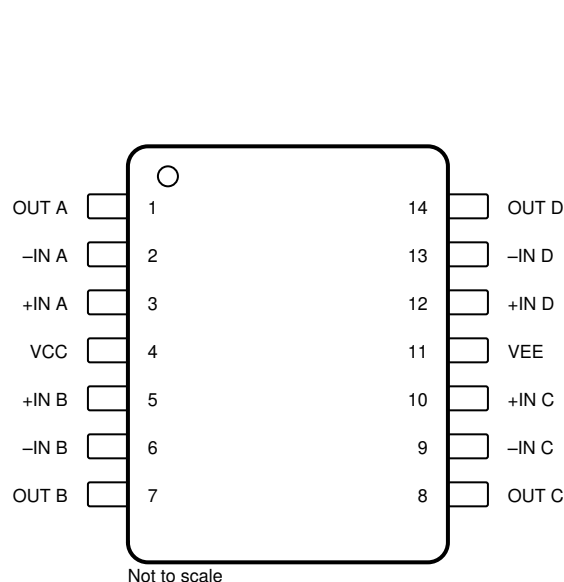 OUT A 1 14 OUT D
–IN A 2 13 –IN D
+IN A 3 12 +IN D
VCC 4 11 VEE
+IN B 5 10 +IN C
–IN B 6 9 –IN C
OUT B 7 8 OUT C
Not to scale